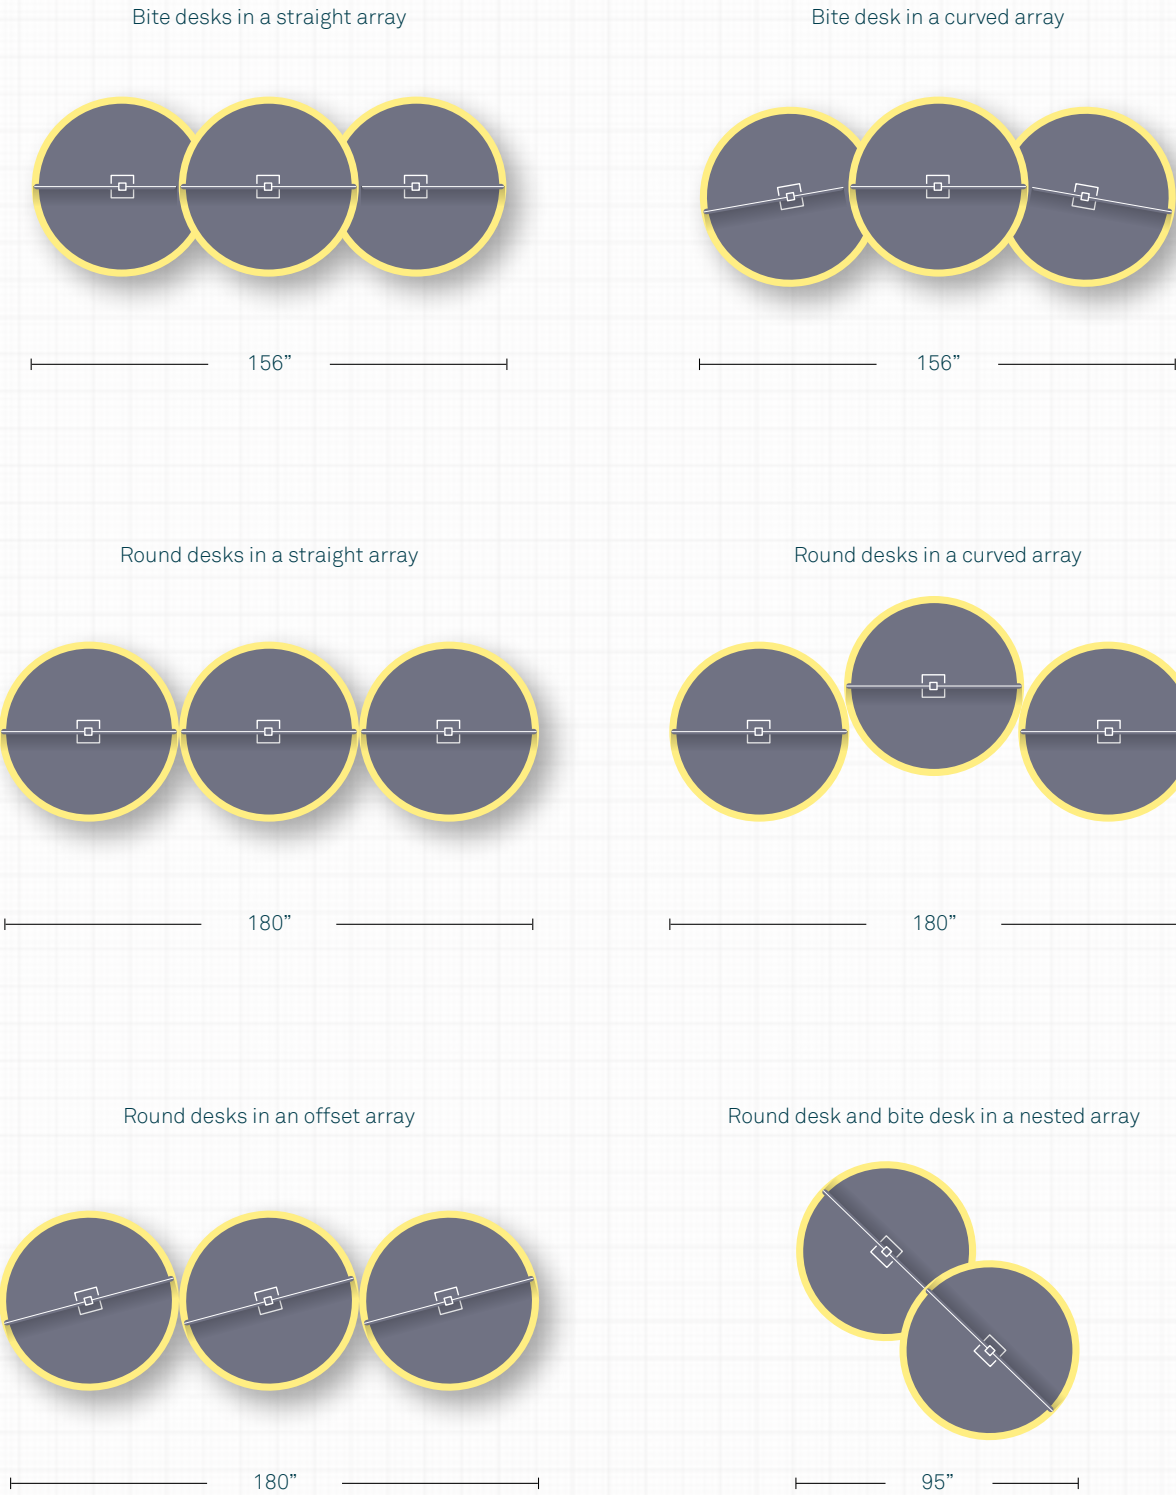 Bite desks in a straight array
Bite desk in a curved array
156”
156”
Round desks in a straight array
Round desks in a curved array
180”
180”
Round desks in an offset array
Round desk and bite desk in a nested array
180”
95”